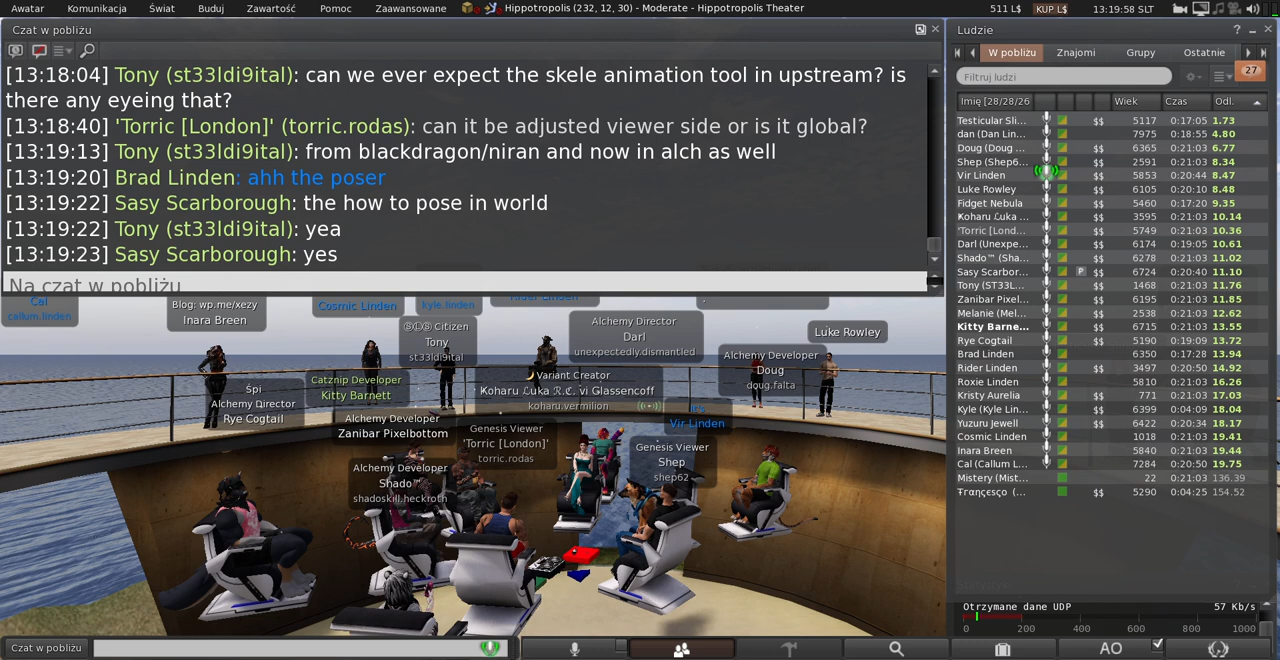 Awatar Komunikacja Świat Buduj Zawartość Pomoc Zaawansowane Hippotropolis (232, 12, 30) - Moderate - Hippotropolis Theater 511 L$ KUP L$ 13:19:58 SLT
Czat w pobliżu
[13:18:04] Tony (st33ldi9ital): can we ever expect the skele animation tool in upstream? is
there any eyeing that?
[13:18:40] 'Torric [London]' (torric.rodas): can it be adjusted viewer side or is it global?
[13:19:13] Tony (st33ldi9ital): from blackdragon/niran and now in alch as well
[13:19:20] Brad Linden: ahh the poser
[13:19:22] Sasy Scarborough: the how to pose in world
[13:19:22] Tony (st33ldi9ital): yea
[13:19:23] Sasy Scarborough: yes
Na czat w pobliżu
Cal
callum.linden
Blog: wp.me/xezy
Inara Breen
Cosmic Linden
kyle.linden
Rider Linden
Citizen
Tony
st33ldi9ital
Alchemy Director
Darl
unexpectedly.dismantled
Luke Rowley
Alchemy Developer
Doug
doug.falta
Śpi
Alchemy Director
Rye Cogtail
Catznip Developer
Kitty Barnett
Variant Creator
Ҝoharu ℒuka ℛ.ℂ. vi Glassencoff
koharu.vermilion
Alchemy Developer
Zanibar Pixelbottom
Vir Linden
Genesis Viewer
'Torric [London]'
torric.rodas
Genesis Viewer
Shep
shep62
Alchemy Developer
Shado™
shadoskill.heckroth
Ludzie
W pobliżu Znajomi Grupy Ostatnie
Filtruj ludzi
27
Imię [28/28/26 Wiek Czas Odl.
Testicular Sli... $$ 5117 0:17:05 1.73
dan (Dan Lin... 7975 0:18:55 4.80
Doug (Doug ... $$ 6365 0:21:03 6.77
Shep (Shep6... $$ 2591 0:21:03 8.34
Vir Linden $$ 5853 0:20:44 8.47
Luke Rowley $$ 6105 0:20:10 8.48
Fidget Nebula $$ 5460 0:17:20 9.35
Ҝoharu ℒuka ... $$ 3595 0:21:03 10.14
'Torric [Lond... $$ 5749 0:21:03 10.36
Darl (Unexpe... $$ 6174 0:19:05 10.61
Shado™ (Sha... $$ 6278 0:21:03 11.02
Sasy Scarbor... P $$ 6724 0:20:40 11.10
Tony (ST33L... $$ 1468 0:21:03 11.76
Zanibar Pixel... $$ 6195 0:21:03 11.85
Melanie (Mel... $$ 2538 0:21:03 12.62
Kitty Barne... $$ 6715 0:21:03 13.55
Rye Cogtail $$ 5190 0:19:09 13.72
Brad Linden 6350 0:17:28 13.94
Rider Linden $$ 3497 0:20:50 14.92
Roxie Linden 5810 0:21:03 16.26
Kristy Aurelia $$ 771 0:21:03 17.03
Kyle (Kyle Lin... $$ 6399 0:04:09 18.04
Yuzuru Jewell $$ 6422 0:20:34 18.17
Cosmic Linden 1018 0:21:03 19.41
Inara Breen 5840 0:21:03 19.44
Cal (Callum L... 7284 0:20:50 19.75
Mistery (Mist... 22 0:21:03 136.39
$$ 5290 0:04:25 154.52
Otrzymane dane UDP 57 Kb/s
0 200 400 600 800 1000
Czat w pobliżu
AO